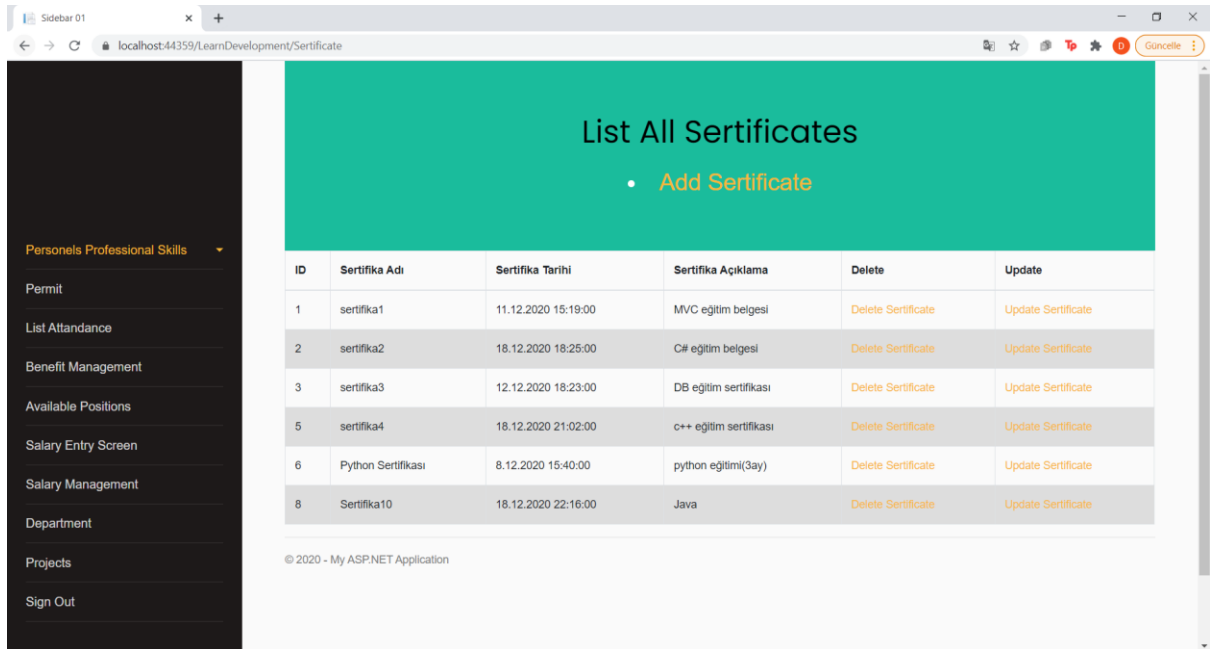 Sidebar 01
localhost:44359/LearnDevelopment/Sertificate
Tp
D
Güncelle
List All Sertificates
• Add Sertificate
Personels Professional Skills
Permit
List Attandance
Benefit Management
Available Positions
Salary Entry Screen
Salary Management
Department
Projects
Sign Out
ID Sertifika Adı Sertifika Tarihi Sertifika Açıklama Delete Update
1 sertifika1 11.12.2020 15:19:00 MVC eğitim belgesi Delete Sertificate Update Sertificate
2 sertifika2 18.12.2020 18:25:00 C# eğitim belgesi Delete Sertificate Update Sertificate
3 sertifika3 12.12.2020 18:23:00 DB eğitim sertifikası Delete Sertificate Update Sertificate
5 sertifika4 18.12.2020 21:02:00 c++ eğitim sertifikası Delete Sertificate Update Sertificate
6 Python Sertifikası 8.12.2020 15:40:00 python eğitimi(3ay) Delete Sertificate Update Sertificate
8 Sertifika10 18.12.2020 22:16:00 Java Delete Sertificate Update Sertificate
© 2020 - My ASP.NET Application